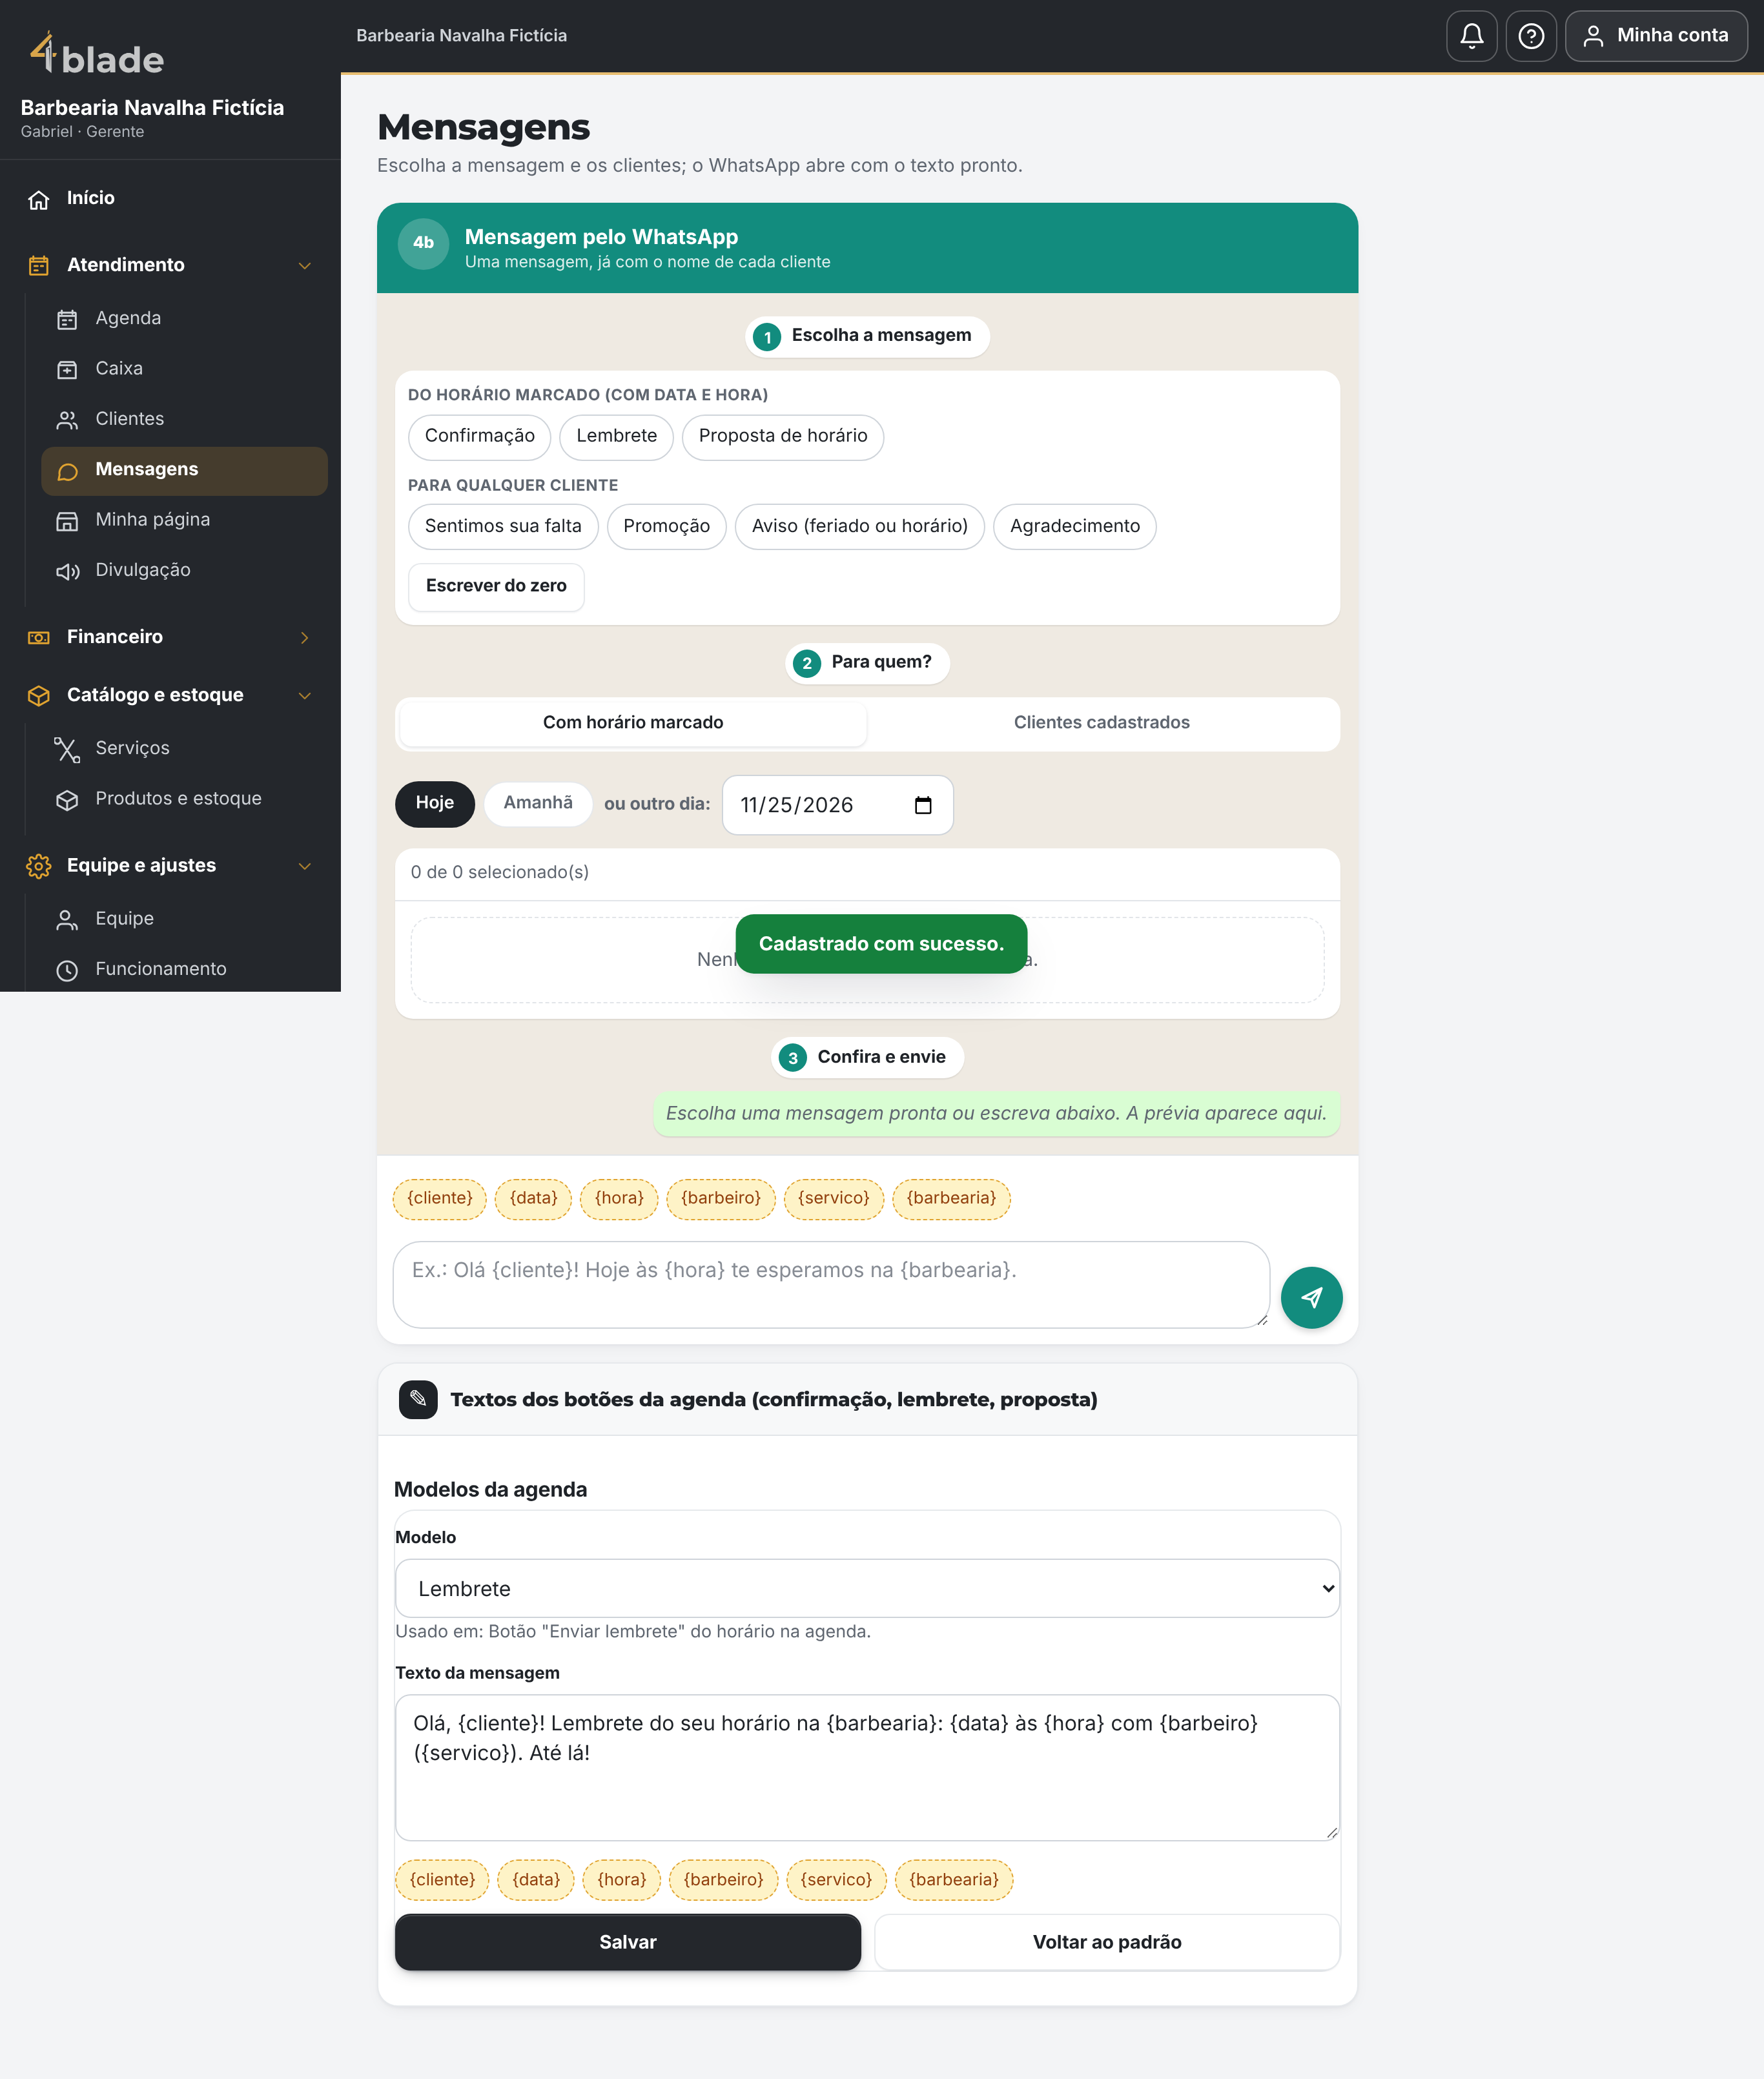 4blade
Barbearia Navalha Fictícia
Gabriel · Gerente
Início
Atendimento
Agenda
Caixa
Clientes
Mensagens
Minha página
Divulgação
Financeiro
Catálogo e estoque
Serviços
Produtos e estoque
Equipe e ajustes
Equipe
Funcionamento
Barbearia Navalha Fictícia
Minha conta
Mensagens
Escolha a mensagem e os clientes; o WhatsApp abre com o texto pronto.
4b
Mensagem pelo WhatsApp
Uma mensagem, já com o nome de cada cliente
1 Escolha a mensagem
DO HORÁRIO MARCADO (COM DATA E HORA)
Confirmação Lembrete Proposta de horário
PARA QUALQUER CLIENTE
Sentimos sua falta Promoção Aviso (feriado ou horário) Agradecimento
Escrever do zero
2 Para quem?
Com horário marcado Clientes cadastrados
Hoje Amanhã ou outro dia: 11/25/2026
0 de 0 selecionado(s)
Cadastrado com sucesso.
3 Confira e envie
Escolha uma mensagem pronta ou escreva abaixo. A prévia aparece aqui.
{cliente} {data} {hora} {barbeiro} {servico} {barbearia}
Ex.: Olá {cliente}! Hoje às {hora} te esperamos na {barbearia}.
Textos dos botões da agenda (confirmação, lembrete, proposta)
Modelos da agenda
Modelo
Lembrete
Usado em: Botão "Enviar lembrete" do horário na agenda.
Texto da mensagem
Olá, {cliente}! Lembrete do seu horário na {barbearia}: {data} às {hora} com {barbeiro}
({servico}). Até lá!
{cliente} {data} {hora} {barbeiro} {servico} {barbearia}
Salvar Voltar ao padrão